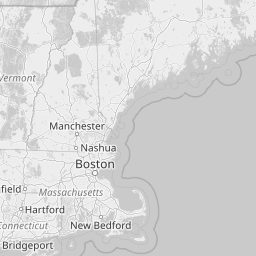 Vermont
Manchester
Nashua
Boston
Massachusetts
field
Hartford
Connecticut
New Bedford
Bridgeport